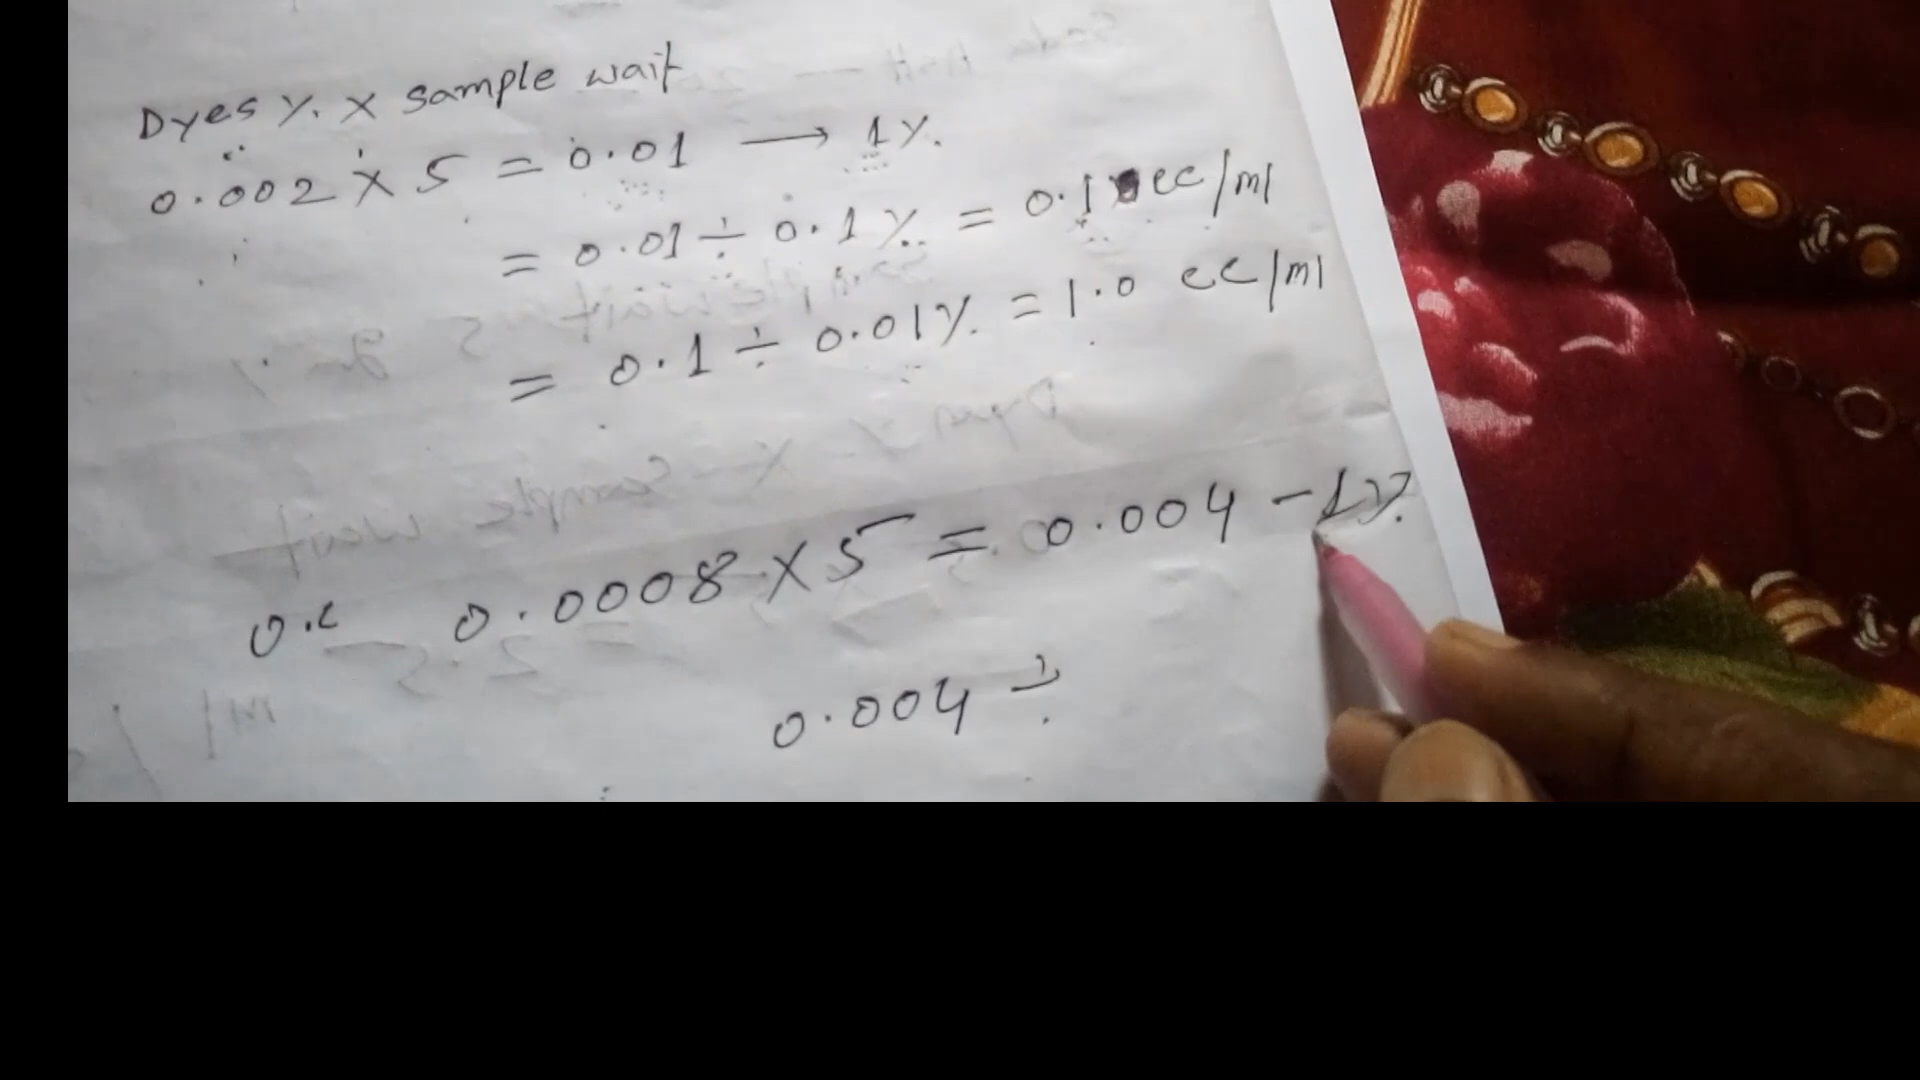 Dyes % × sample wait
0.002 × 5 = 0.01 → 1%
= 0.01 ÷ 0.1% = 0.1 cc/ml
= 0.1 ÷ 0.01% = 1.0 cc/ml
0.0008 × 5 = 0.004 - 1%
0.004 ÷